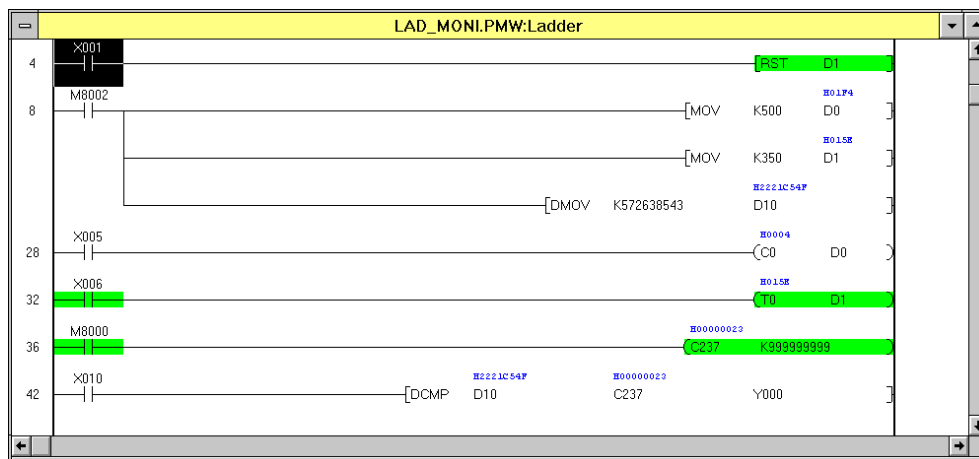 LAD_MONI.PMW:Ladder
X001
4 RST D1
M8002 H01F4
8 MOV K500 D0
H015E
MOV K350 D1
H2221C54F
DMOV K572638543 D10
X005 H0004
28 C0 D0
X006 H015E
32 T0 D1
M8000 H00000023
36 C237 K999999999
X010 H2221C54F H00000023
42 DCMP D10 C237 Y000